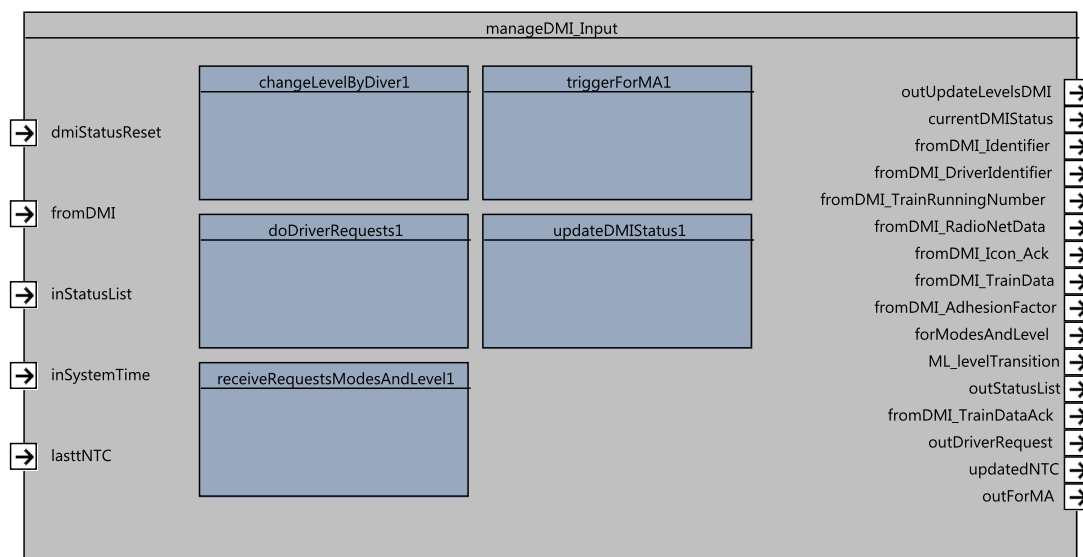 manageDMI_Input
changeLevelByDiver1
triggerForMA1
doDriverRequests1
updateDMIStatus1
receiveRequestsModesAndLevel1
dmiStatusReset
fromDMI
inStatusList
inSystemTime
lasttNTC
outUpdateLevelsDMI
currentDMIStatus
fromDMI_Identifier
fromDMI_DriverIdentifier
fromDMI_TrainRunningNumber
fromDMI_RadioNetData
fromDMI_Icon_Ack
fromDMI_TrainData
fromDMI_AdhesionFactor
forModesAndLevel
ML_levelTransition
outStatusList
fromDMI_TrainDataAck
outDriverRequest
updatedNTC
outForMA